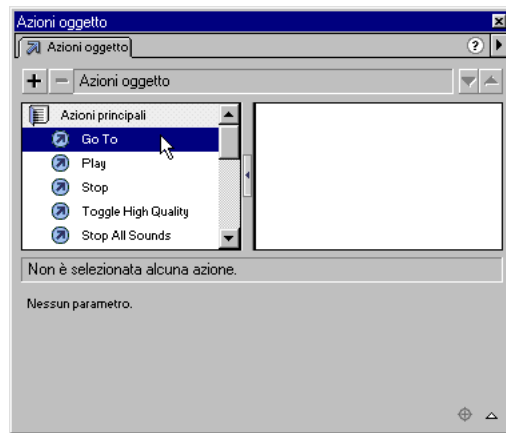 Azioni oggetto
Azioni oggetto
?
Azioni oggetto
Azioni principali
Go To
Play
Stop
Toggle High Quality
Stop All Sounds
Non è selezionata alcuna azione.
Nessun parametro.